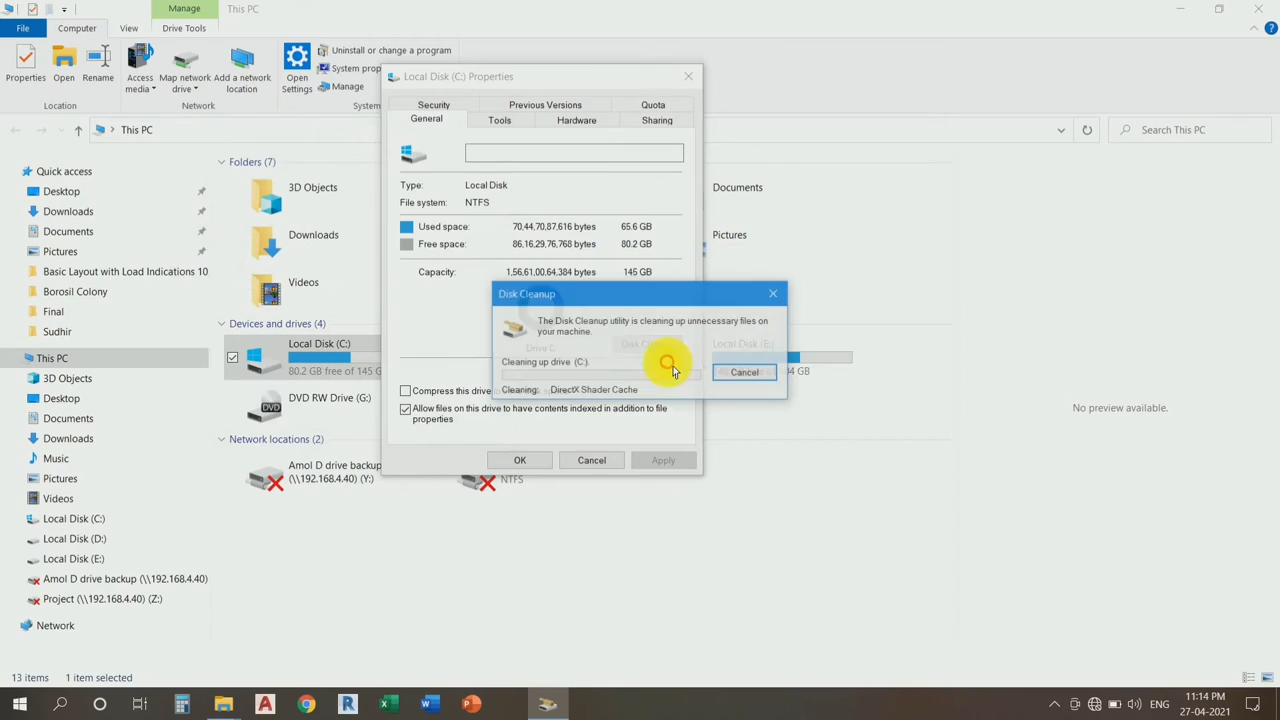 Manage
This PC
File
Computer
View
Drive Tools
Properties
Open
Rename
Access media
Map network drive
Add a network location
Open Settings
Uninstall or change a program
System prop
Manage
Location
Network
System
This PC
Search This PC
Quick access
Desktop
Downloads
Documents
Pictures
Basic Layout with Load Indications 10
Borosil Colony
Final
Sudhir
This PC
3D Objects
Desktop
Documents
Downloads
Music
Pictures
Videos
Local Disk (C:)
Local Disk (D:)
Local Disk (E:)
Amol D drive backup (\\192.168.4.40)
Project (\\192.168.4.40) (Z:)
Network
Folders (7)
3D Objects
Documents
Downloads
Pictures
Videos
Devices and drives (4)
Local Disk (C:)
80.2 GB free of 145 G
Local Disk (E:)
DVD RW Drive (G:)
DVD
Network locations (2)
Amol D drive backup
(\\192.168.4.40) (Y:)
NTFS
No preview available.
Local Disk (C:) Properties
Security
Previous Versions
Quota
General
Tools
Hardware
Sharing
Type:
Local Disk
File system:
NTFS
Used space:
70,44,70,87,616 bytes
65.6 GB
Free space:
86,16,29,76,768 bytes
80.2 GB
Capacity:
1,56,61,00,64,384 bytes
145 GB
Drive C:
Compress this drive
Allow files on this drive to have contents indexed in addition to file
properties
OK
Cancel
Apply
Disk Cleanup
The Disk Cleanup utility is cleaning up unnecessary files on
your machine.
Cleaning up drive (C:).
Cancel
Cleaning:
DirectX Shader Cache
13 items
1 item selected
ENG
11:14 PM
27-04-2021